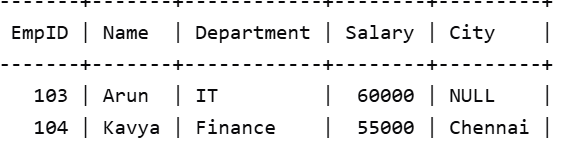 -------+-------+------------+--------+---------+
EmpID | Name  | Department | Salary | City    |
-------+-------+------------+--------+---------+
  103 | Arun  | IT         |  60000 | NULL    |
  104 | Kavya | Finance    |  55000 | Chennai |